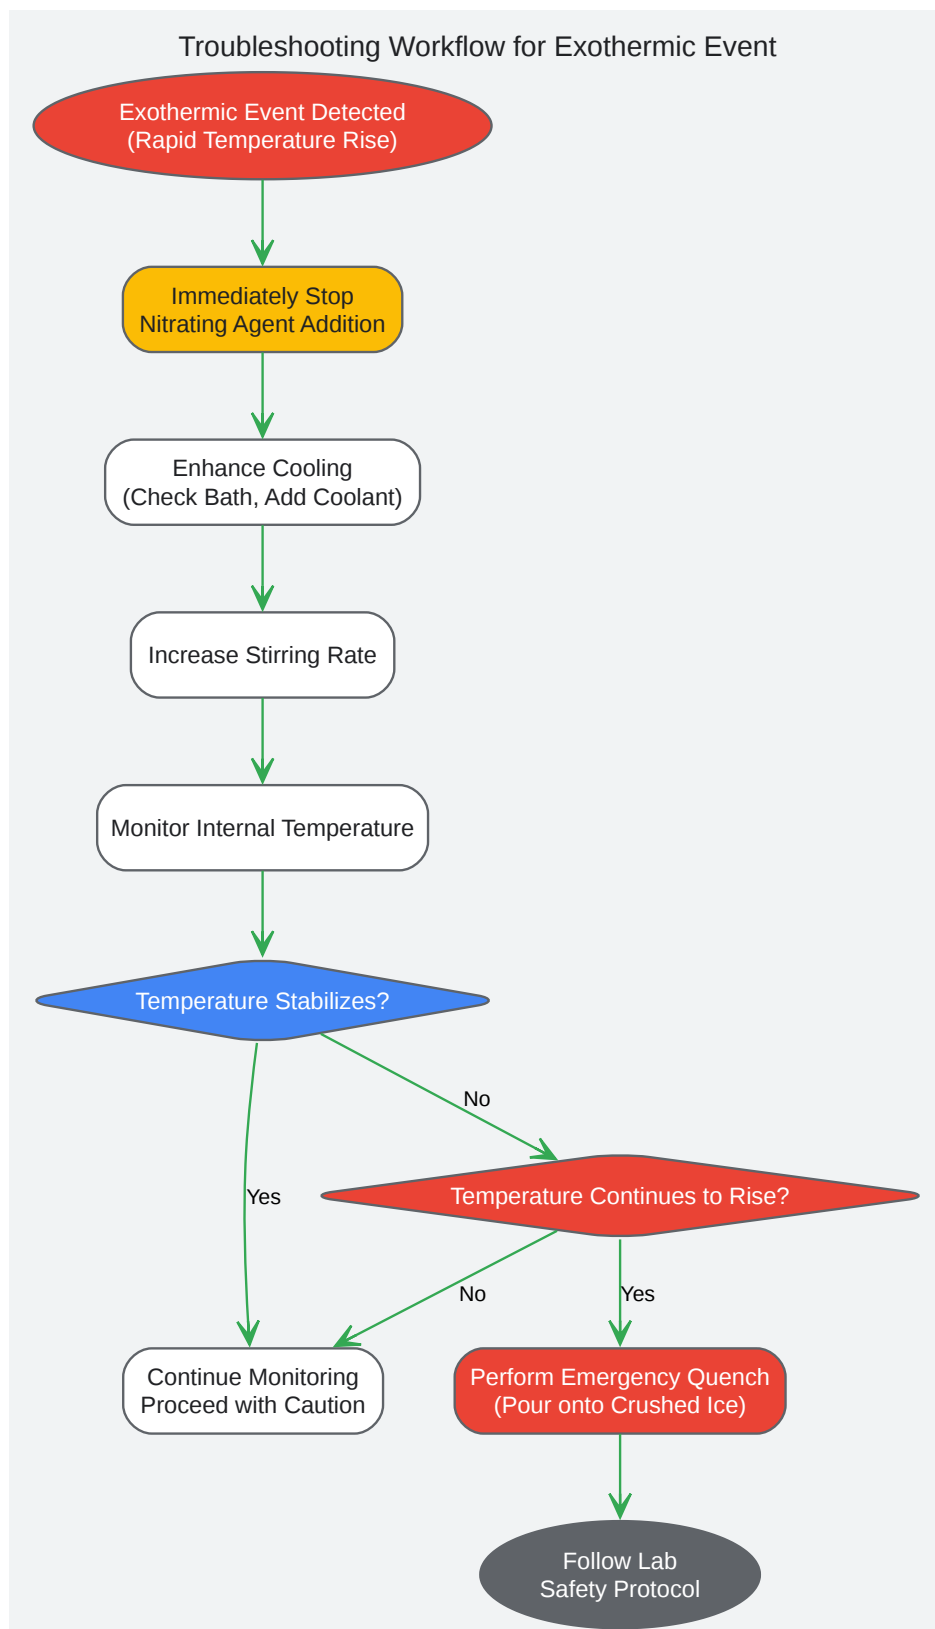 Troubleshooting Workflow for Exothermic Event
Exothermic Event Detected
(Rapid Temperature Rise)
Immediately Stop
Nitrating Agent Addition
Enhance Cooling
(Check Bath, Add Coolant)
Increase Stirring Rate
Monitor Internal Temperature
Temperature Stabilizes?
No
Yes
Temperature Continues to Rise?
No
Yes
Continue Monitoring
Proceed with Caution
Perform Emergency Quench
(Pour onto Crushed Ice)
Follow Lab
Safety Protocol